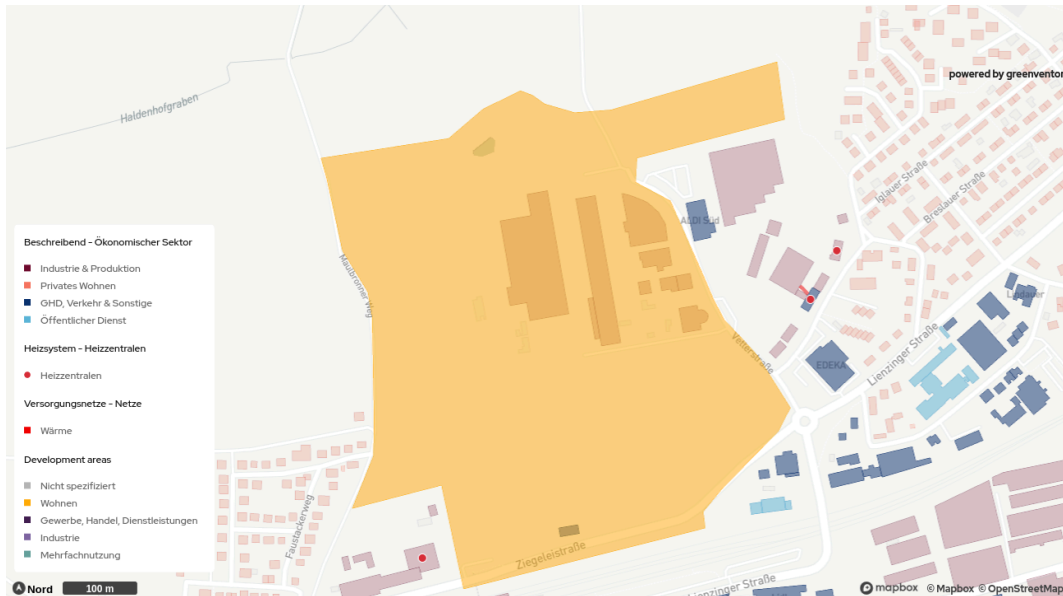 Haldenhofgraben
powered by greenventory
Iglauer Straße
Breslauer Straße
ALDI Süd
Maulbronner Weg
Vetterstraße
EDEKA
Lienzinger Straße
Lindauer
Faustackerweg
Ziegeleistraße
Lienzinger Straße
Beschreibend - Ökonomischer Sektor
Industrie & Produktion
Privates Wohnen
GHD, Verkehr & Sonstige
Öffentlicher Dienst
Heizsystem - Heizzentralen
Heizzentralen
Versorgungsnetze - Netze
Wärme
Development areas
Nicht spezifiziert
Wohnen
Gewerbe, Handel, Dienstleistungen
Industrie
Mehrfachnutzung
Nord
100 m
mapbox
© Mapbox © OpenStreetMap